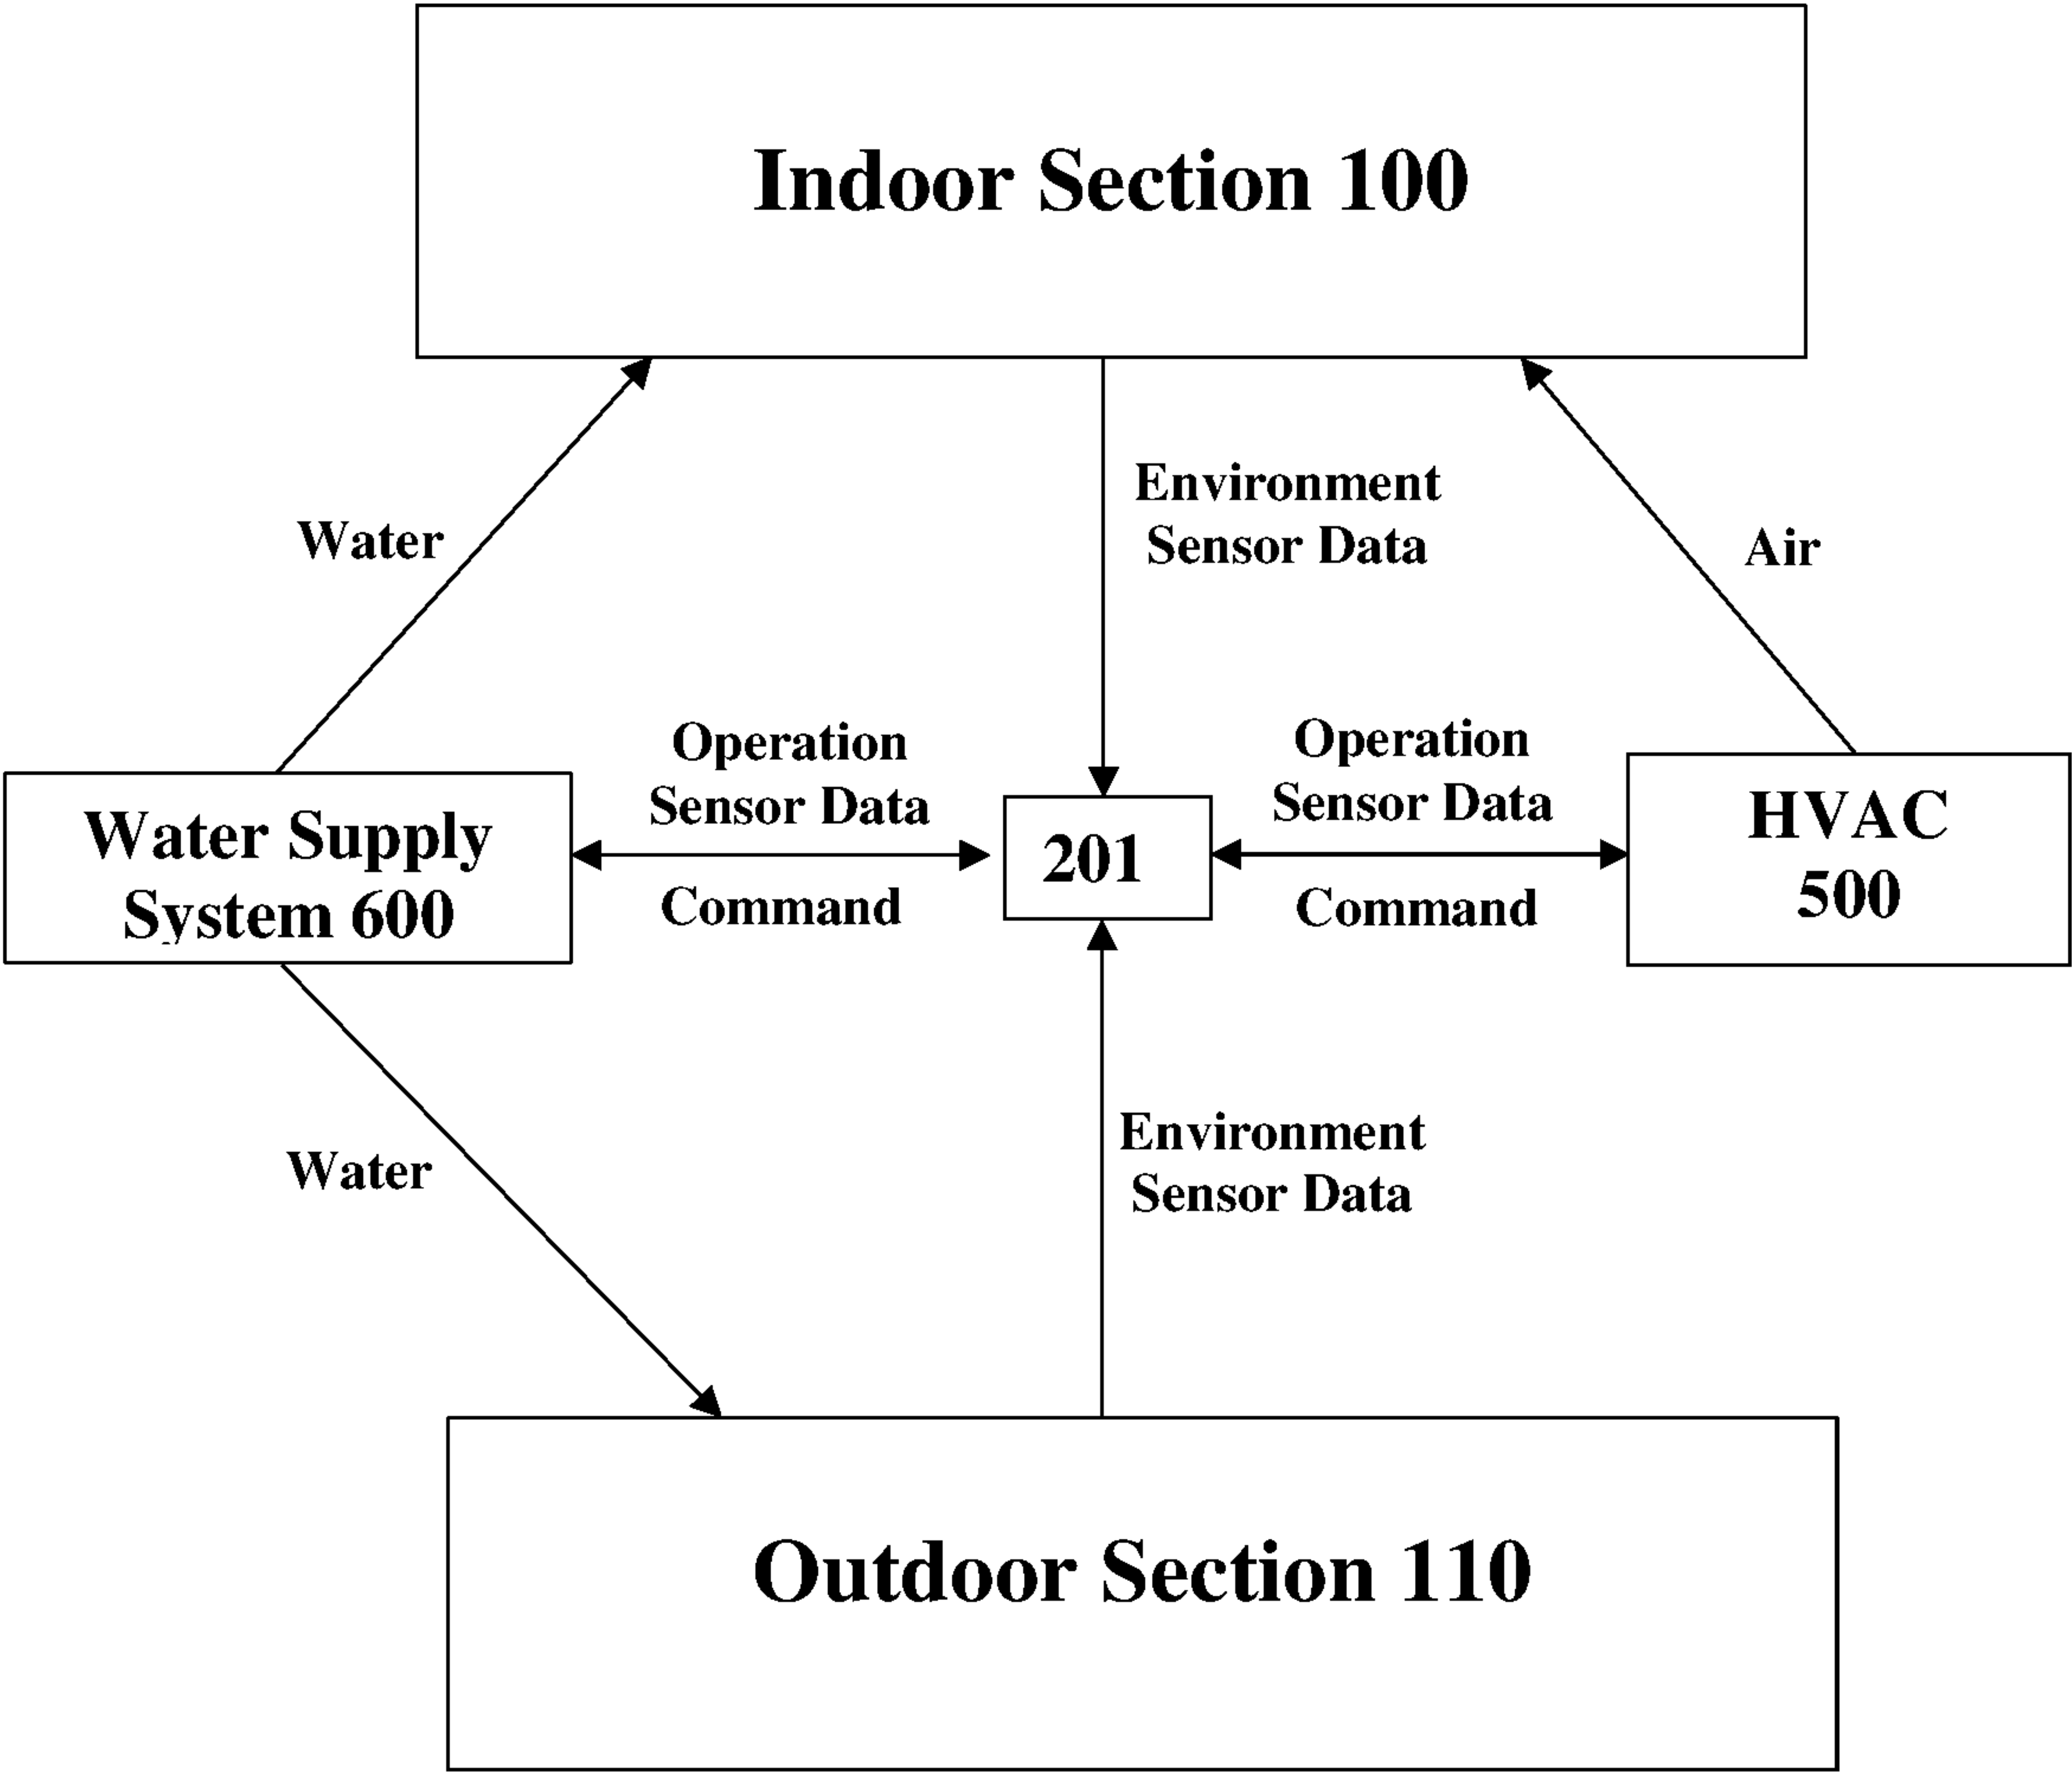 Indoor Section 100
Environment
Sensor Data
Water
Air
Operation
Sensor Data
Command
Operation
Sensor Data
Command
Water Supply
System 600
201
HVAC
500
Environment
Sensor Data
Water
Outdoor Section 110